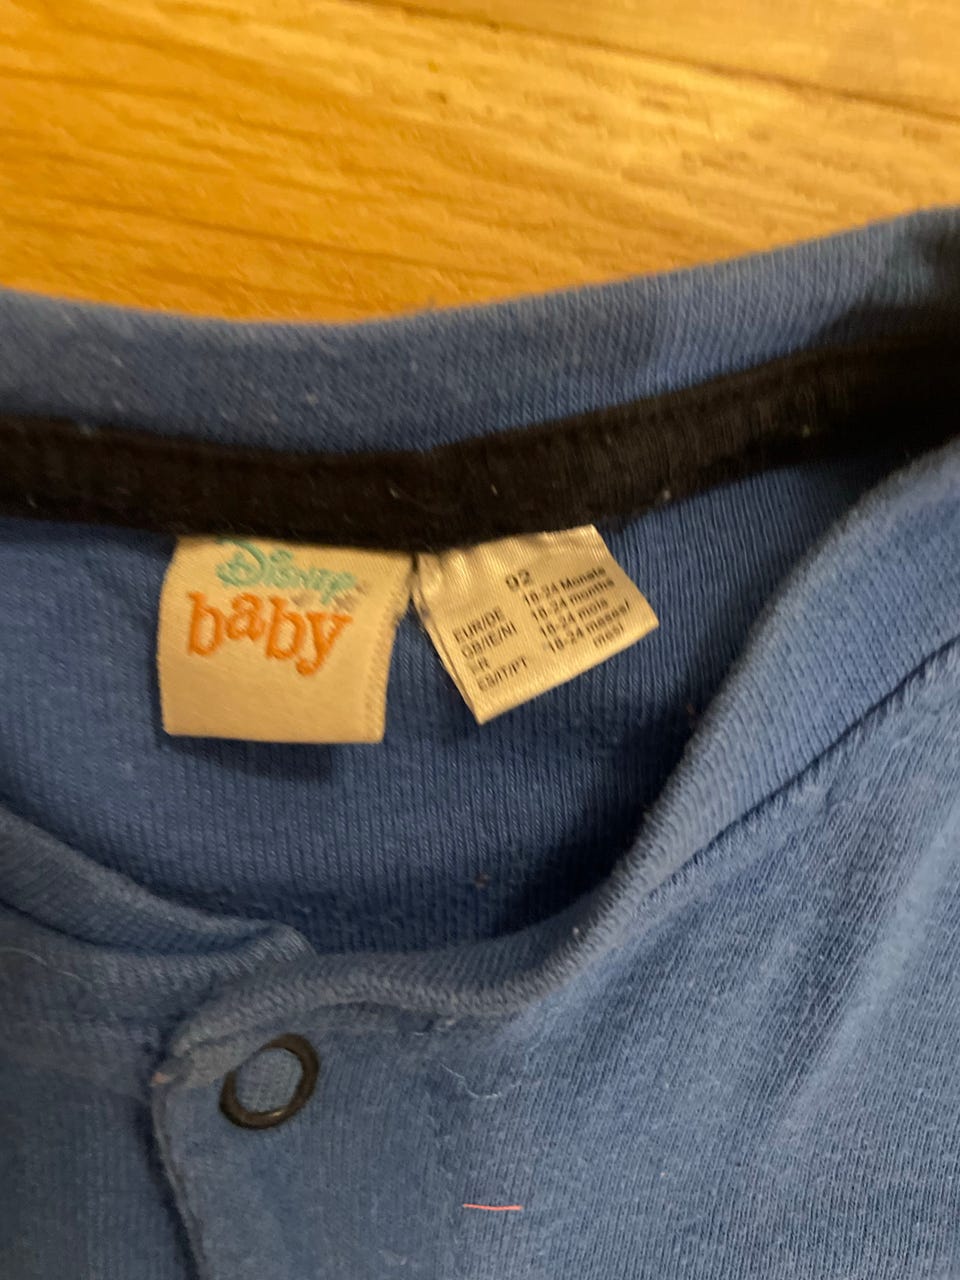 Disney
baby
92
EUR/DE 18-24 Monate
GB/IE/NI 18-24 months
FR 18-24 mois
ES/IT/PT 18-24 meses/
mesi